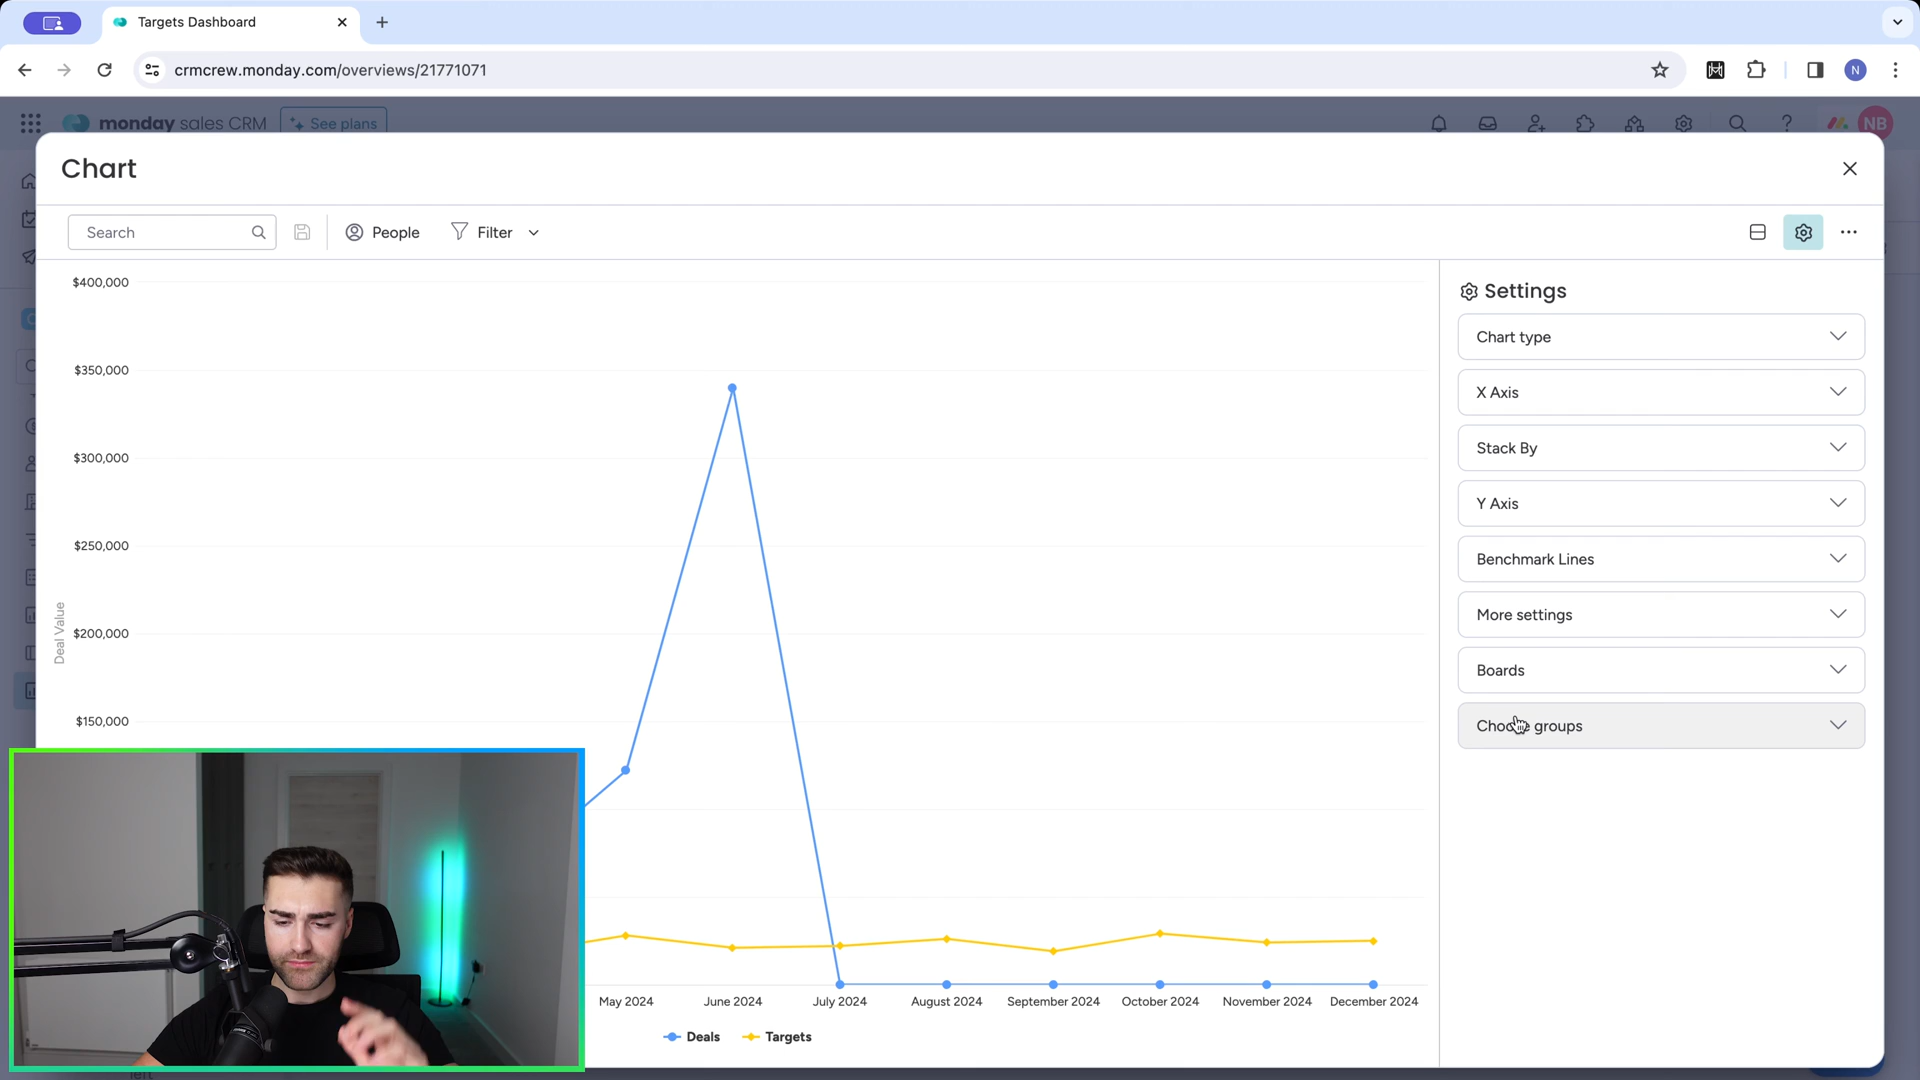 Targets Dashboard
crmcrew.monday.com/overviews/21771071
N
monday sales CRM
See plans
NB
Chart
Search
People
Filter
$400,000
$350,000
$300,000
$250,000
$200,000
$150,000
Deal Value
May 2024
June 2024
July 2024
August 2024
September 2024
October 2024
November 2024
December 2024
Deals
Targets
Settings
Chart type
X Axis
Stack By
Y Axis
Benchmark Lines
More settings
Boards
Choose groups